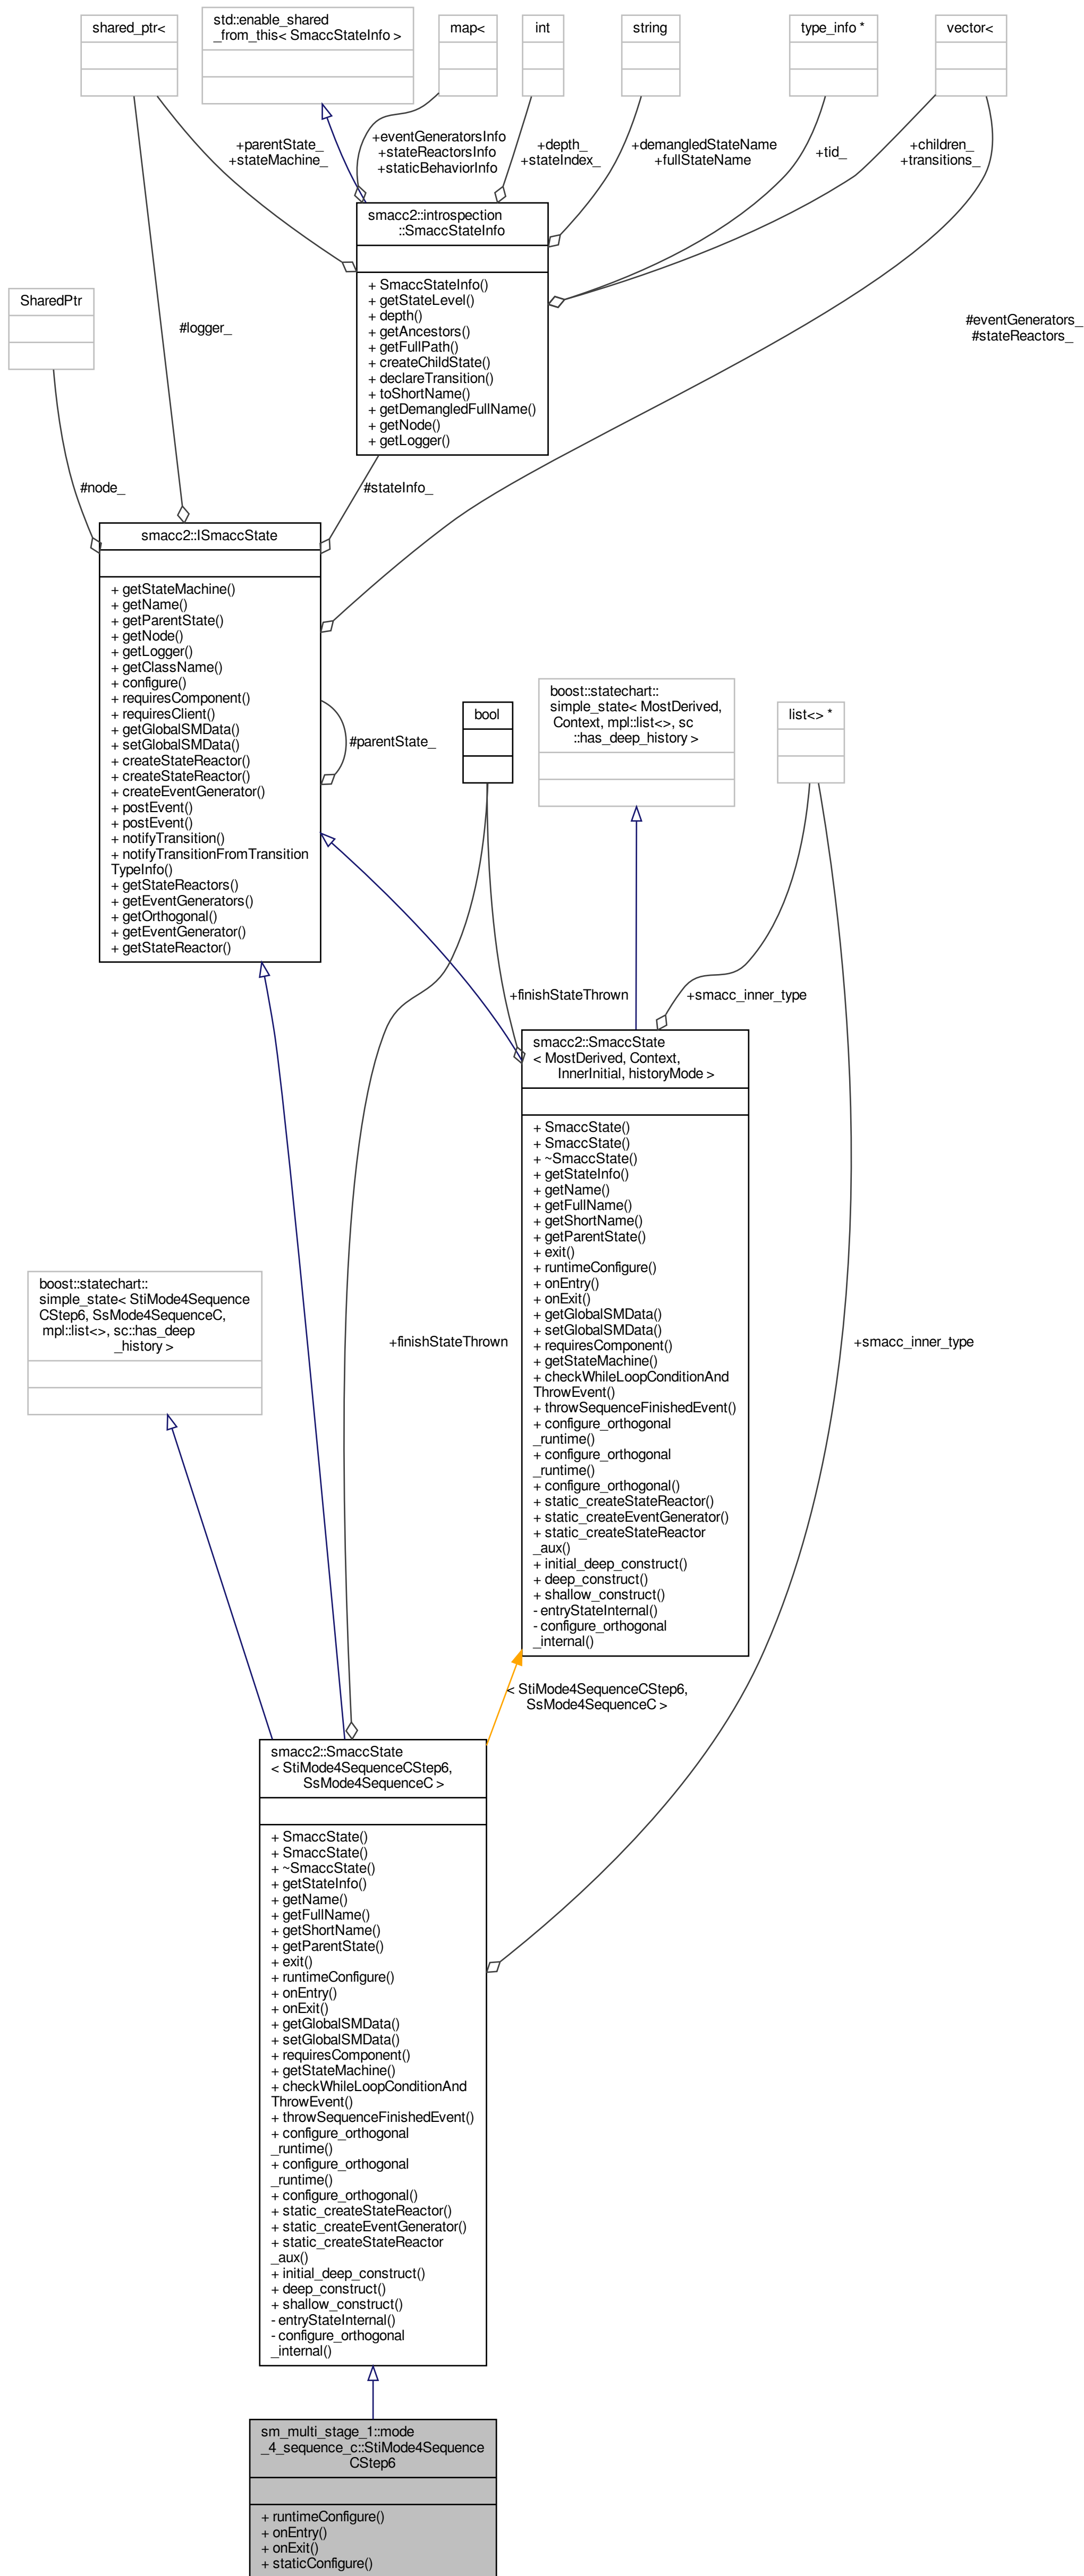 shared_ptr<
std::enable_shared
_from_this< SmaccStateInfo >
map<
int
string
type_info *
vector<
+parentState_
+stateMachine_
+eventGeneratorsInfo
+stateReactorsInfo
+staticBehaviorInfo
+depth_
+stateIndex_
+demangledStateName
+fullStateName
+tid_
+children_
+transitions_
smacc2::introspection
::SmaccStateInfo
+ SmaccStateInfo()
+ getStateLevel()
+ depth()
+ getAncestors()
+ getFullPath()
+ createChildState()
+ declareTransition()
+ toShortName()
+ getDemangledFullName()
+ getNode()
+ getLogger()
SharedPtr
#logger_
#eventGenerators_
#stateReactors_
#node_
#stateInfo_
smacc2::ISmaccState
+ getStateMachine()
+ getName()
+ getParentState()
+ getNode()
+ getLogger()
+ getClassName()
+ configure()
+ requiresComponent()
+ requiresClient()
+ getGlobalSMData()
+ setGlobalSMData()
+ createStateReactor()
+ createStateReactor()
+ createEventGenerator()
+ postEvent()
+ postEvent()
+ notifyTransition()
+ notifyTransitionFromTransition
TypeInfo()
+ getStateReactors()
+ getEventGenerators()
+ getOrthogonal()
+ getEventGenerator()
+ getStateReactor()
#parentState_
bool
boost::statechart::
simple_state< MostDerived,
Context, mpl::list<>, sc
::has_deep_history >
list<> *
+finishStateThrown
+smacc_inner_type
smacc2::SmaccState
< MostDerived, Context,
InnerInitial, historyMode >
+ SmaccState()
+ SmaccState()
+ ~SmaccState()
+ getStateInfo()
+ getName()
+ getFullName()
+ getShortName()
+ getParentState()
+ exit()
+ runtimeConfigure()
+ onEntry()
+ onExit()
+ getGlobalSMData()
+ setGlobalSMData()
+ requiresComponent()
+ getStateMachine()
+ checkWhileLoopConditionAnd
ThrowEvent()
+ throwSequenceFinishedEvent()
+ configure_orthogonal
_runtime()
+ configure_orthogonal
_runtime()
+ configure_orthogonal()
+ static_createStateReactor()
+ static_createEventGenerator()
+ static_createStateReactor
_aux()
+ initial_deep_construct()
+ deep_construct()
+ shallow_construct()
- entryStateInternal()
- configure_orthogonal
_internal()
boost::statechart::
simple_state< StiMode4Sequence
CStep6, SsMode4SequenceC,
mpl::list<>, sc::has_deep
_history >
+finishStateThrown
+smacc_inner_type
< StiMode4SequenceCStep6,
SsMode4SequenceC >
smacc2::SmaccState
< StiMode4SequenceCStep6,
SsMode4SequenceC >
+ SmaccState()
+ SmaccState()
+ ~SmaccState()
+ getStateInfo()
+ getName()
+ getFullName()
+ getShortName()
+ getParentState()
+ exit()
+ runtimeConfigure()
+ onEntry()
+ onExit()
+ getGlobalSMData()
+ setGlobalSMData()
+ requiresComponent()
+ getStateMachine()
+ checkWhileLoopConditionAnd
ThrowEvent()
+ throwSequenceFinishedEvent()
+ configure_orthogonal
_runtime()
+ configure_orthogonal
_runtime()
+ configure_orthogonal()
+ static_createStateReactor()
+ static_createEventGenerator()
+ static_createStateReactor
_aux()
+ initial_deep_construct()
+ deep_construct()
+ shallow_construct()
- entryStateInternal()
- configure_orthogonal
_internal()
sm_multi_stage_1::mode
_4_sequence_c::StiMode4Sequence
CStep6
+ runtimeConfigure()
+ onEntry()
+ onExit()
+ staticConfigure()